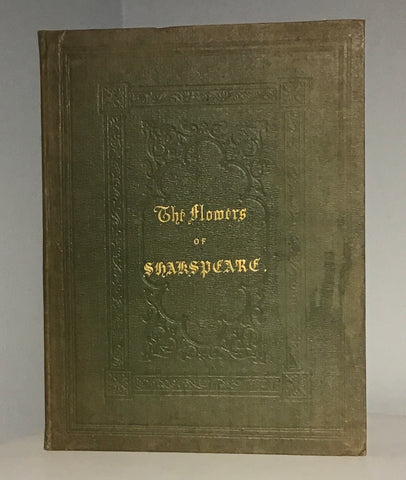 The Flowers
OF
SHAKSPEARE.